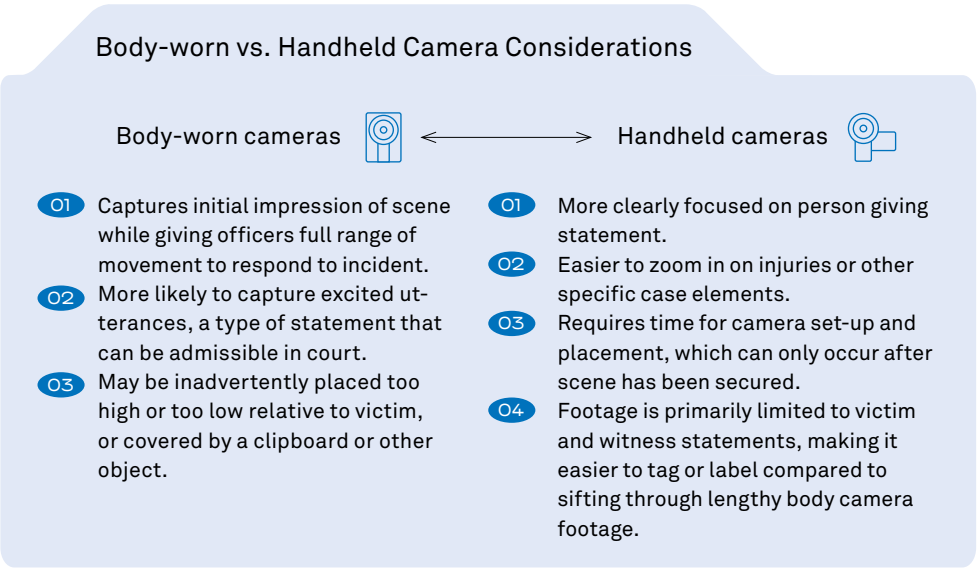 Body-worn vs. Handheld Camera Considerations
Body-worn cameras
01 Captures initial impression of scene
while giving officers full range of
movement to respond to incident.
02 More likely to capture excited ut-
terances, a type of statement that
can be admissible in court.
03 May be inadvertently placed too
high or too low relative to victim,
or covered by a clipboard or other
object.
Handheld cameras
01 More clearly focused on person giving
statement.
02 Easier to zoom in on injuries or other
specific case elements.
03 Requires time for camera set-up and
placement, which can only occur after
scene has been secured.
04 Footage is primarily limited to victim
and witness statements, making it
easier to tag or label compared to
sifting through lengthy body camera
footage.